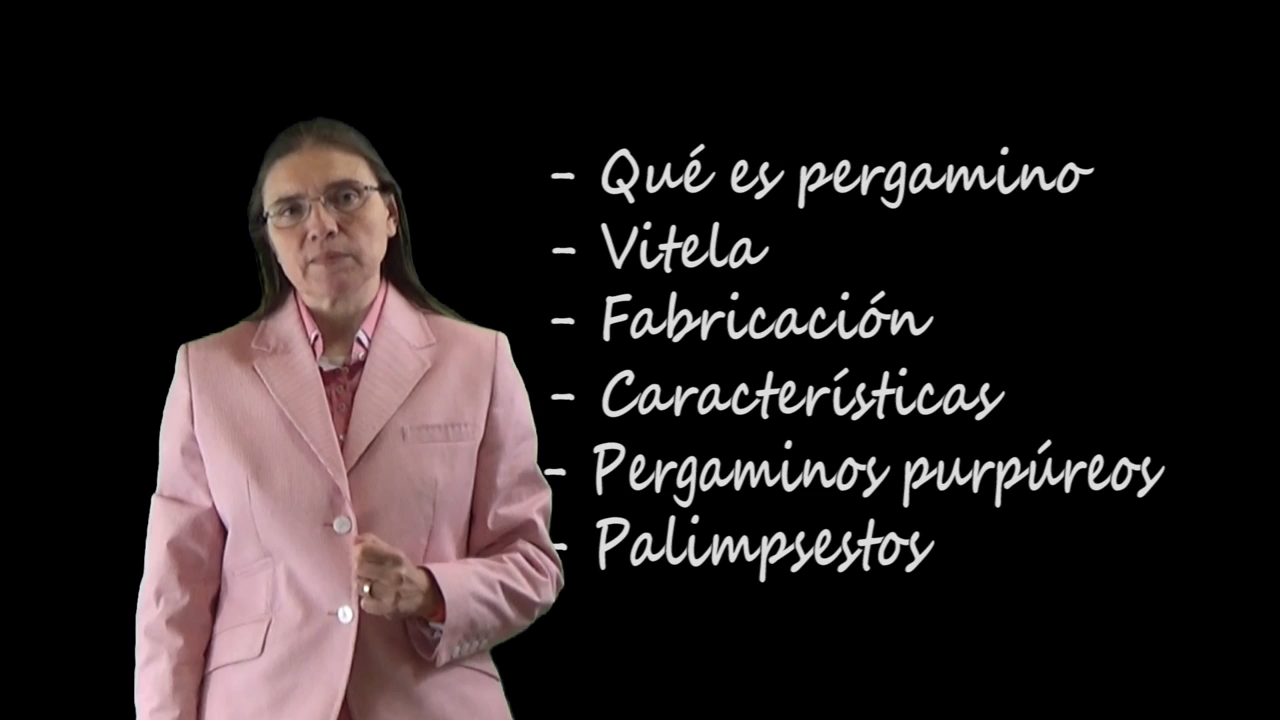 - Qué es pergamino
- Vitela
- Fabricación
- Características
- Pergaminos purpúreos
- Palimpsestos